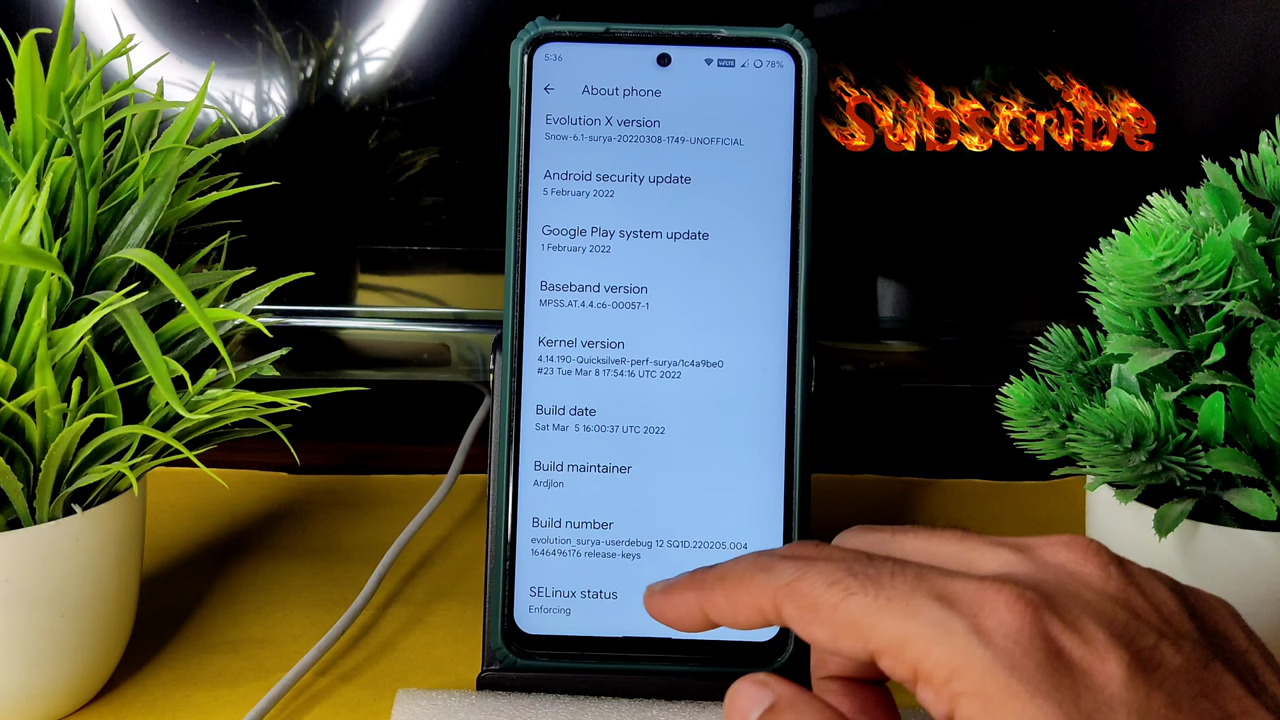 5:36 VoLTE 78%
About phone
Subscribe
Evolution X version
Snow-6.1-surya-20220308-1749-UNOFFICIAL
Android security update
5 February 2022
Google Play system update
1 February 2022
Baseband version
MPSS.AT.4.4.c6-00057-1
Kernel version
4.14.190-QuicksilveR-perf-surya/1c4a9be0
#23 Tue Mar 8 17:54:16 UTC 2022
Build date
Sat Mar 5 16:00:37 UTC 2022
Build maintainer
Ardjlon
Build number
evolution_surya-userdebug 12 SQ1D.220205.004
1646496176 release-keys
SELinux status
Enforcing